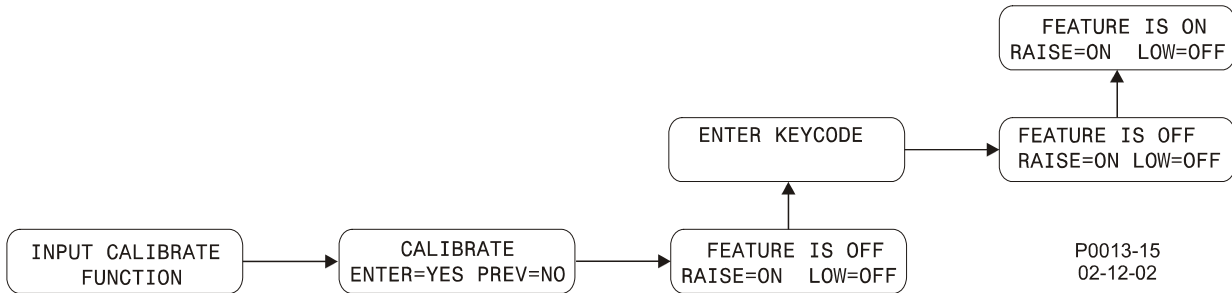 FEATURE IS ON
RAISE=ON LOW=OFF
ENTER KEYCODE
FEATURE IS OFF
RAISE=ON LOW=OFF
INPUT CALIBRATE
FUNCTION
CALIBRATE
ENTER=YES PREV=NO
FEATURE IS OFF
RAISE=ON LOW=OFF
P0013-15
02-12-02